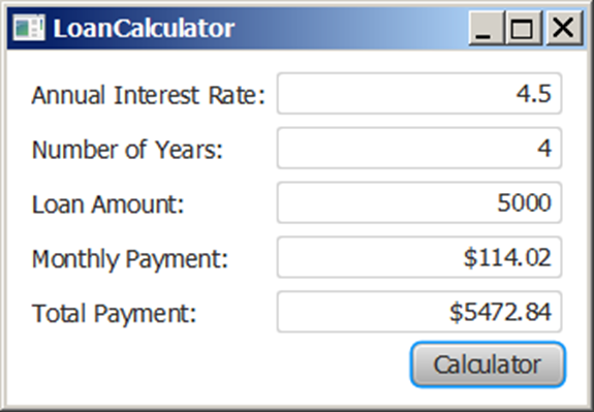 LoanCalculator
Annual Interest Rate: 4.5
Number of Years: 4
Loan Amount: 5000
Monthly Payment: $114.02
Total Payment: $5472.84
Calculator